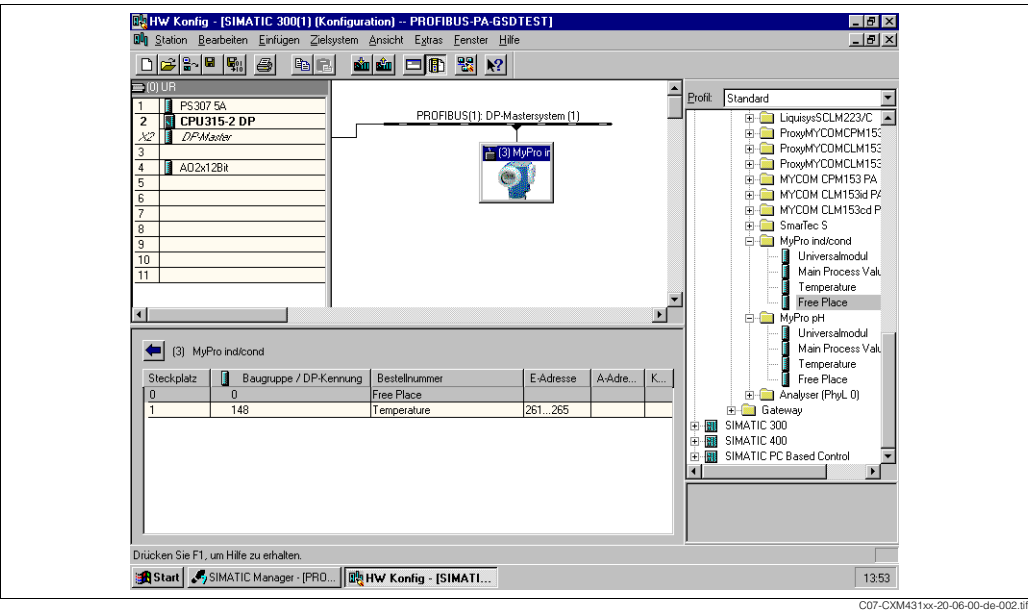 HW Konfig - [SIMATIC 300(1) (Konfiguration) -- PROFIBUS-PA-GSDTEST]
Station Bearbeiten Einfügen Zielsystem Ansicht Extras Fenster Hilfe
(0) UR
1 PS307 5A
2 CPU315-2 DP
X2 DP-Master
3
4 AO2x12Bit
5
6
7
8
9
10
11
PROFIBUS(1): DP-Mastersystem (1)
(3) MyPro in
Profil: Standard
LiquisysSCLM223/C
ProxyMYCOMCPM153
ProxyMYCOMCLM153
ProxyMYCOMCLM153
MYCOM CPM153 PA
MYCOM CLM153id PA
MYCOM CLM153cd P
SmarTec S
MyPro ind/cond
Universalmodul
Main Process Valu
Temperature
Free Place
MyPro pH
Universalmodul
Main Process Valu
Temperature
Free Place
Analyser (PhyL 0)
Gateway
SIMATIC 300
SIMATIC 400
SIMATIC PC Based Control
(3) MyPro ind/cond
Steckplatz Baugruppe / DP-Kennung Bestellnummer E-Adresse A-Adre... K...
0 0 Free Place
1 148 Temperature 261...265
Drücken Sie F1, um Hilfe zu erhalten.
Start SIMATIC Manager - [PRO... HW Konfig - [SIMATI... 13:53
C07-CXM431xx-20-06-00-de-002.tif